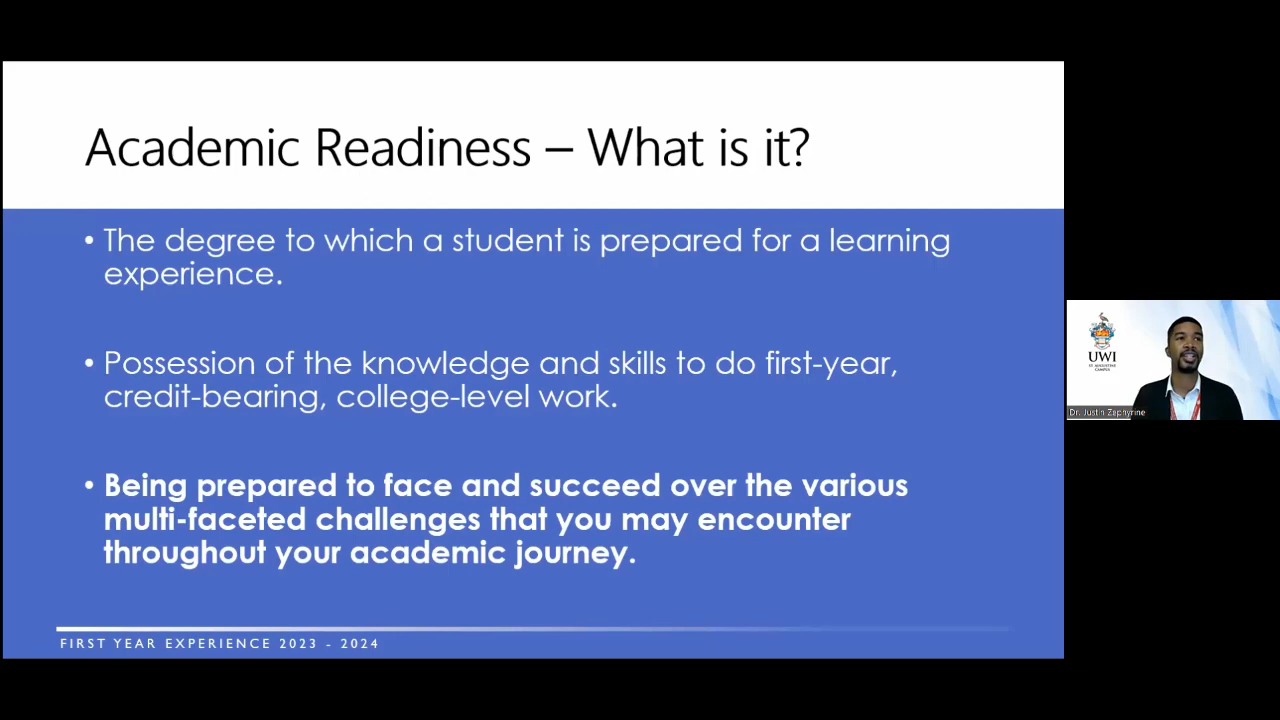 Academic Readiness – What is it?
• The degree to which a student is prepared for a learning
experience.
• Possession of the knowledge and skills to do first-year,
credit-bearing, college-level work.
• Being prepared to face and succeed over the various
multi-faceted challenges that you may encounter
throughout your academic journey.
FIRST YEAR EXPERIENCE 2023 - 2024
UWI
ST. AUGUSTINE
CAMPUS
Dr. Justin Zephyrine